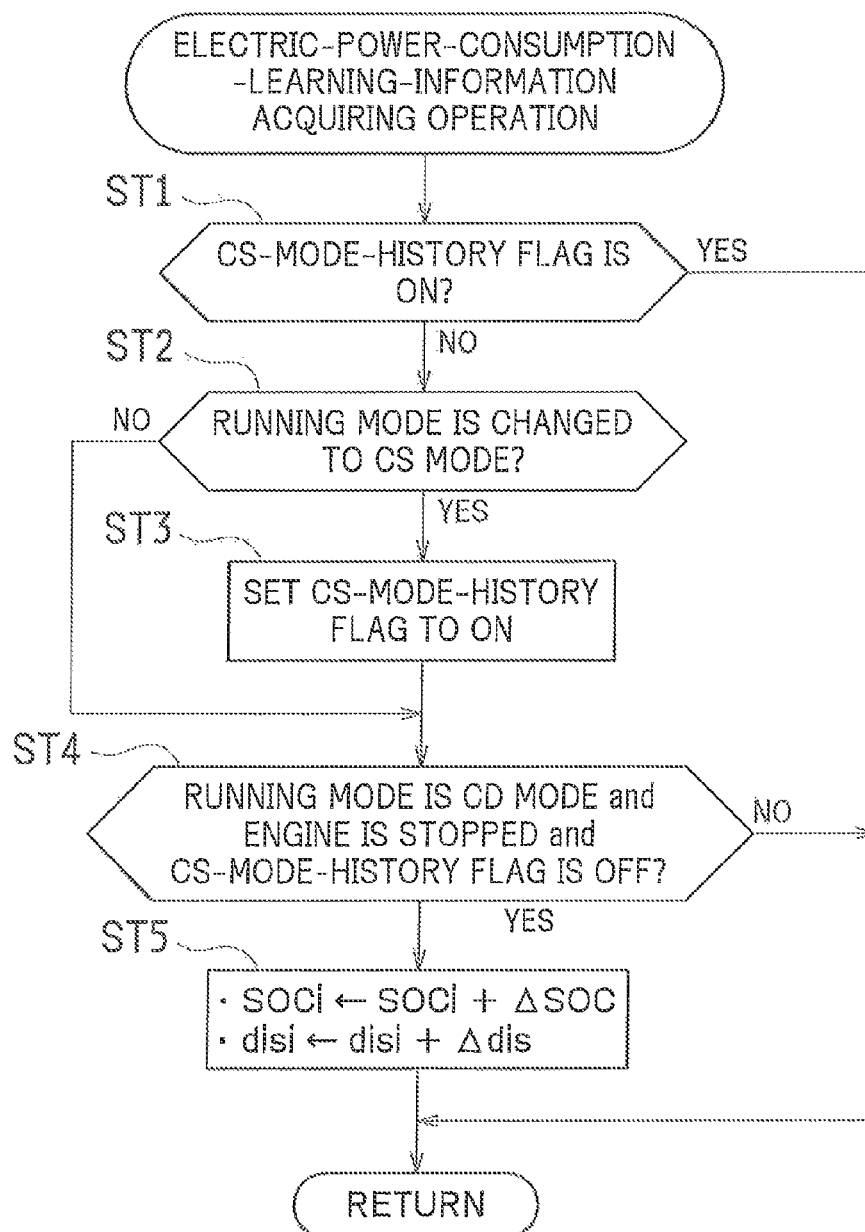 ELECTRIC-POWER-CONSUMPTION
-LEARNING-INFORMATION
ACQUIRING OPERATION
ST1
CS-MODE-HISTORY FLAG IS
ON?
YES
NO
ST2
NO
RUNNING MODE IS CHANGED
TO CS MODE?
YES
ST3
SET CS-MODE-HISTORY
FLAG TO ON
ST4
RUNNING MODE IS CD MODE and
ENGINE IS STOPPED and
CS-MODE-HISTORY FLAG IS OFF?
NO
YES
ST5
· SOCi ← SOCi + △SOC
· disi ← disi + △dis
RETURN